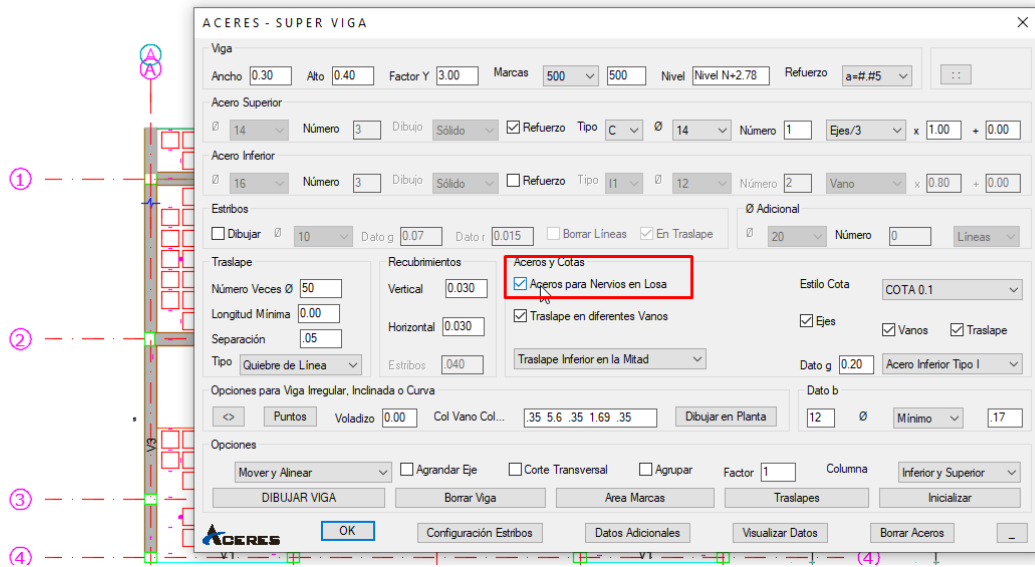 ACERES - SUPER VIGA
Viga
Ancho 0.30 Alto 0.40 Factor Y 3.00 Marcas 500 500 Nivel Nivel N+2.78 Refuerzo a=#.#5 ::
Acero Superior
Ø 14 Número 3 Dibujo Sólido Refuerzo Tipo C Ø 14 Número 1 Ejes/3 x 1.00 + 0.00
Acero Inferior
Ø 16 Número 3 Dibujo Sólido Refuerzo Tipo I1 Ø 12 Número 2 Vano x 0.80 + 0.00
Estribos Ø Adicional
Dibujar Ø 10 Dato g 0.07 Dato r 0.015 Borrar Líneas En Traslape Ø 20 Número 0 Líneas
Traslape Recubrimientos Aceros y Cotas
Número Veces Ø 50 Vertical 0.030 Aceros para Nervios en Losa Estilo Cota COTA 0.1
Longitud Mínima 0.00 Traslape en diferentes Vanos Ejes
Separación .05 Horizontal 0.030 Vanos Traslape
Tipo Quiebre de Línea Estribos .040 Traslape Inferior en la Mitad Dato g 0.20 Acero Inferior Tipo I
Opciones para Viga Irregular, Inclinada o Curva Dato b
<> Puntos Voladizo 0.00 Col Vano Col... .35 5.6 .35 1.69 .35 Dibujar en Planta 12 Ø Mínimo .17
Opciones
Mover y Alinear Agrandar Eje Corte Transversal Agrupar Factor 1 Columna Inferior y Superior
DIBUJAR VIGA Borrar Viga Area Marcas Traslapes Inicializar
ACERES OK Configuración Estribos Datos Adicionales Visualizar Datos Borrar Aceros _
A
A
1
2
V3
3
4 V1 V1 (4)